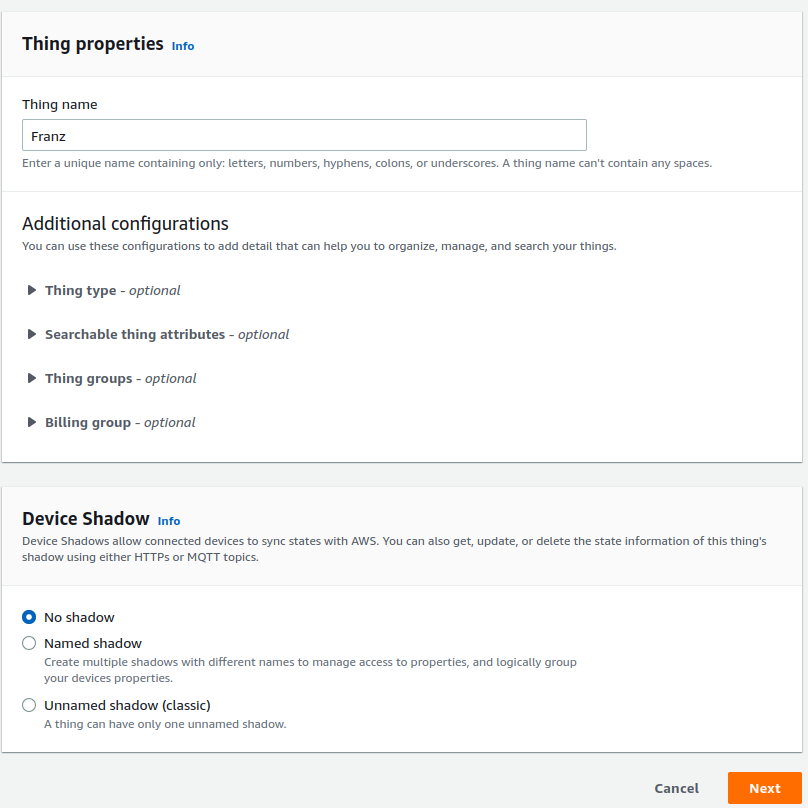 Thing properties Info
Thing name
Franz
Enter a unique name containing only: letters, numbers, hyphens, colons, or underscores. A thing name can't contain any spaces.
Additional configurations
You can use these configurations to add detail that can help you to organize, manage, and search your things.
Thing type - optional
Searchable thing attributes - optional
Thing groups - optional
Billing group - optional
Device Shadow Info
Device Shadows allow connected devices to sync states with AWS. You can also get, update, or delete the state information of this thing's
shadow using either HTTPs or MQTT topics.
No shadow
Named shadow
Create multiple shadows with different names to manage access to properties, and logically group
your devices properties.
Unnamed shadow (classic)
A thing can have only one unnamed shadow.
Cancel Next